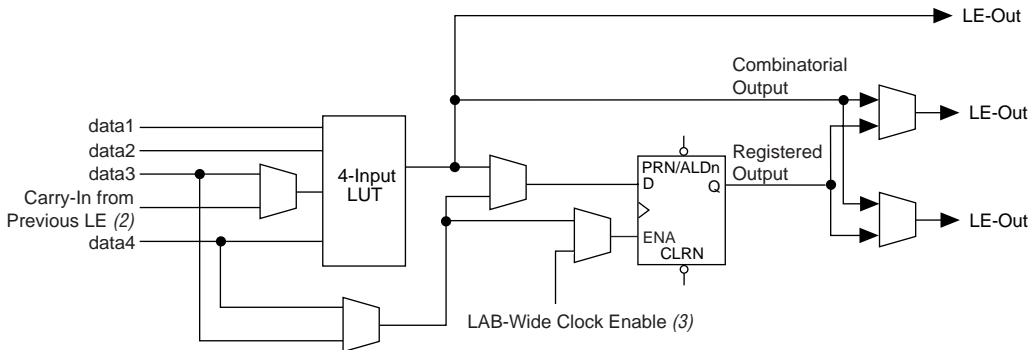 LE-Out
Combinatorial
Output
LE-Out
data1
data2
data3
Carry-In from
Previous LE (2)
data4
4-Input
LUT
PRN/ALDn
D
Q
ENA
CLRN
Registered
Output
LE-Out
LAB-Wide Clock Enable (3)